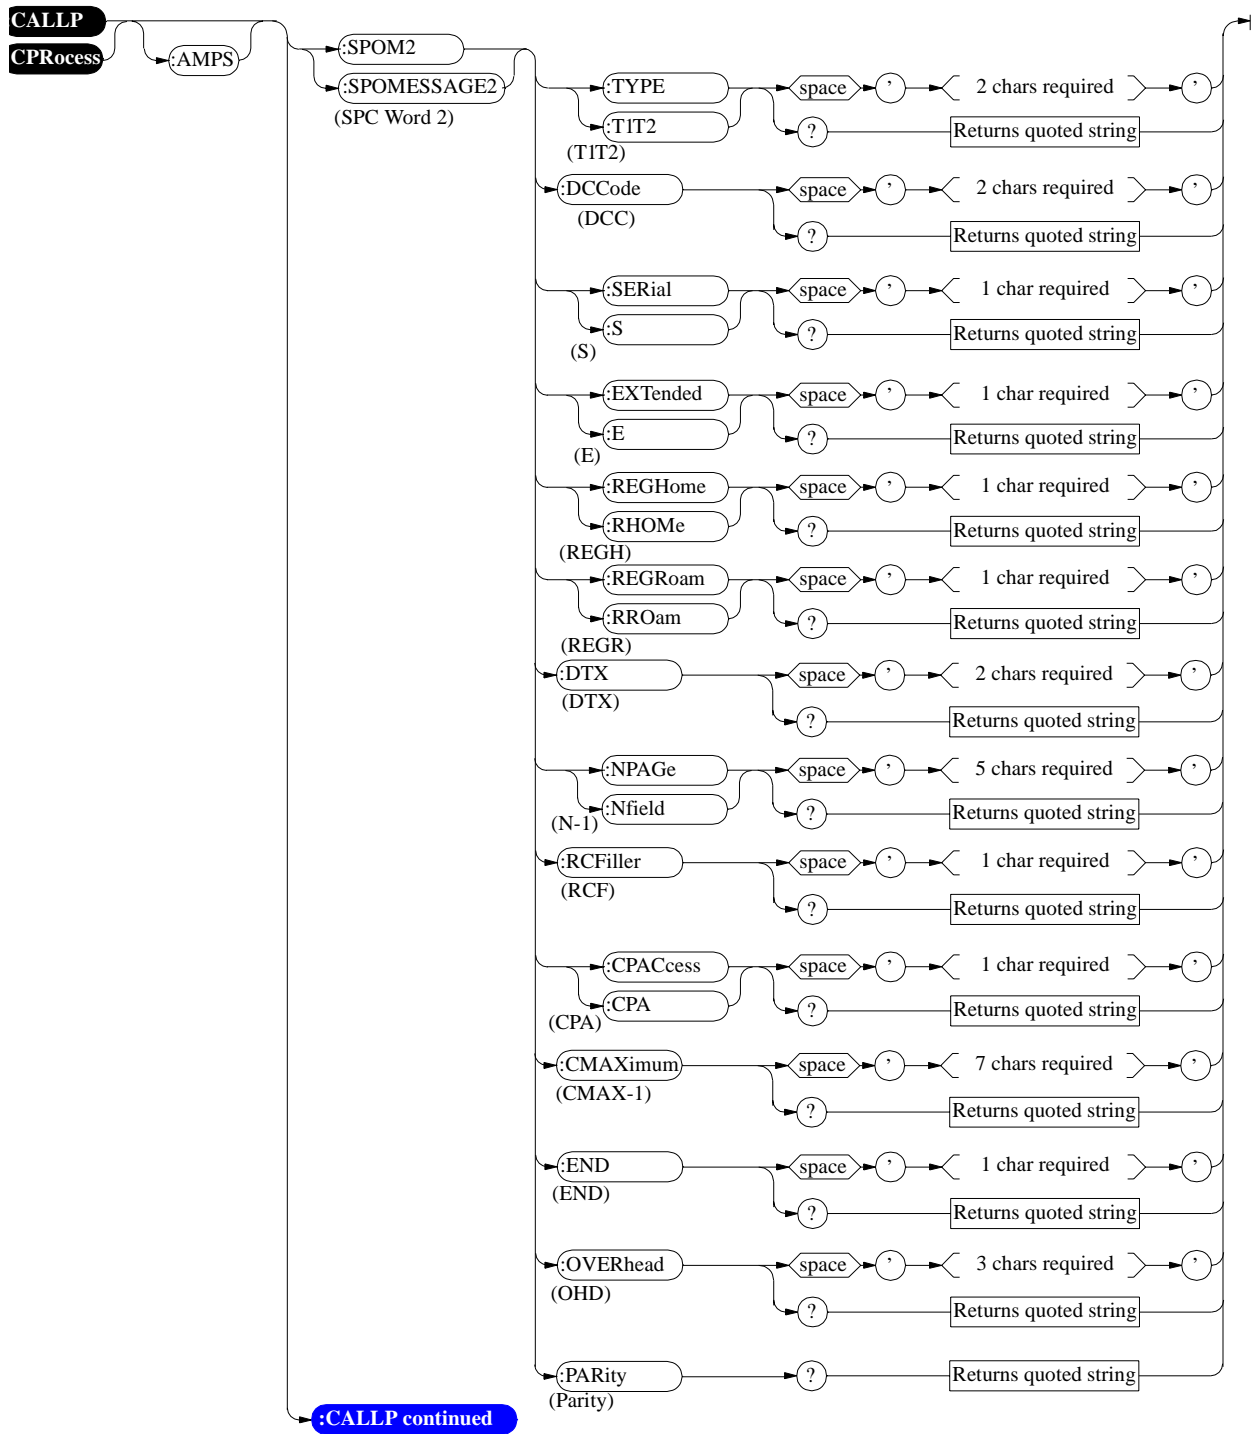 CALLP
CPRocess
:AMPS
:SPOM2
:SPOMESSAGE2
(SPC Word 2)
:TYPE space ' 2 chars required '
:T1T2 ? Returns quoted string
(T1T2)
:DCCode space ' 2 chars required '
(DCC)
? Returns quoted string
:SERial space ' 1 char required '
:S ? Returns quoted string
(S)
:EXTended space ' 1 char required '
:E ? Returns quoted string
(E)
:REGHome space ' 1 char required '
:RHOMe ? Returns quoted string
(REGH)
:REGRoam space ' 1 char required '
:RROam ? Returns quoted string
(REGR)
:DTX space ' 2 chars required '
(DTX)
? Returns quoted string
:NPAGe space ' 5 chars required '
:Nfield ? Returns quoted string
(N-1)
:RCFiller space ' 1 char required '
(RCF)
? Returns quoted string
:CPACcess space ' 1 char required '
:CPA ? Returns quoted string
(CPA)
:CMAXimum space ' 7 chars required '
(CMAX-1)
? Returns quoted string
:END space ' 1 char required '
(END)
? Returns quoted string
:OVERhead space ' 3 chars required '
(OHD)
? Returns quoted string
:PARity ? Returns quoted string
(Parity)
:CALLP continued